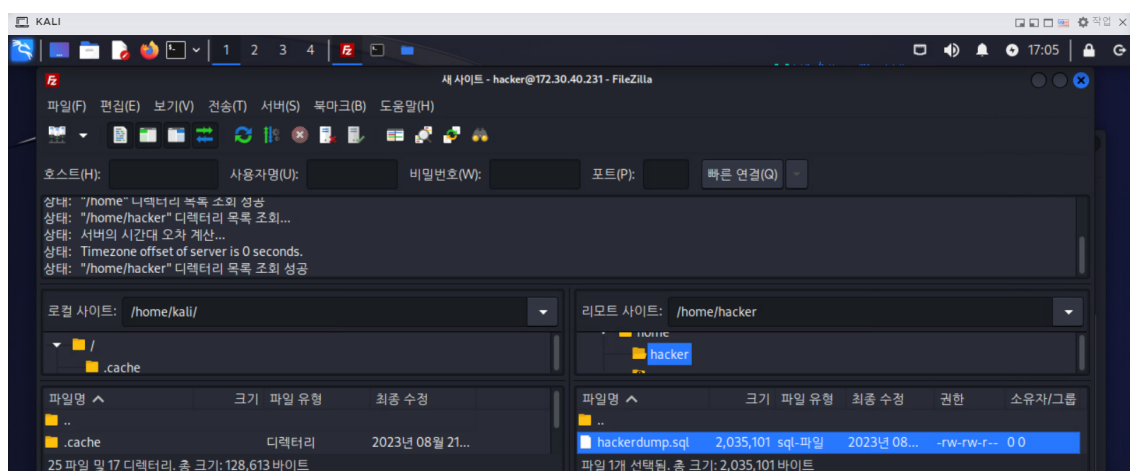 KALI
작업
1 2 3 4
17:05
새 사이트 - hacker@172.30.40.231 - FileZilla
파일(F) 편집(E) 보기(V) 전송(T) 서버(S) 북마크(B) 도움말(H)
호스트(H): 사용자명(U): 비밀번호(W): 포트(P): 빠른 연결(Q)
상태: "/home" 디렉터리 목록 조회 성공
상태: "/home/hacker" 디렉터리 목록 조회...
상태: 서버의 시간대 오차 계산...
상태: Timezone offset of server is 0 seconds.
상태: "/home/hacker" 디렉터리 목록 조회 성공
로컬 사이트: /home/kali/
/
.cache
파일명 크기 파일 유형 최종 수정
..
.cache 디렉터리 2023년 08월 21...
25 파일 및 17 디렉터리. 총 크기: 128,613 바이트
리모트 사이트: /home/hacker
home
hacker
파일명 크기 파일 유형 최종 수정 권한 소유자/그룹
..
hackerdump.sql 2,035,101 sql-파일 2023년 08... -rw-rw-r-- 0 0
파일 1개 선택됨. 총 크기: 2,035,101 바이트